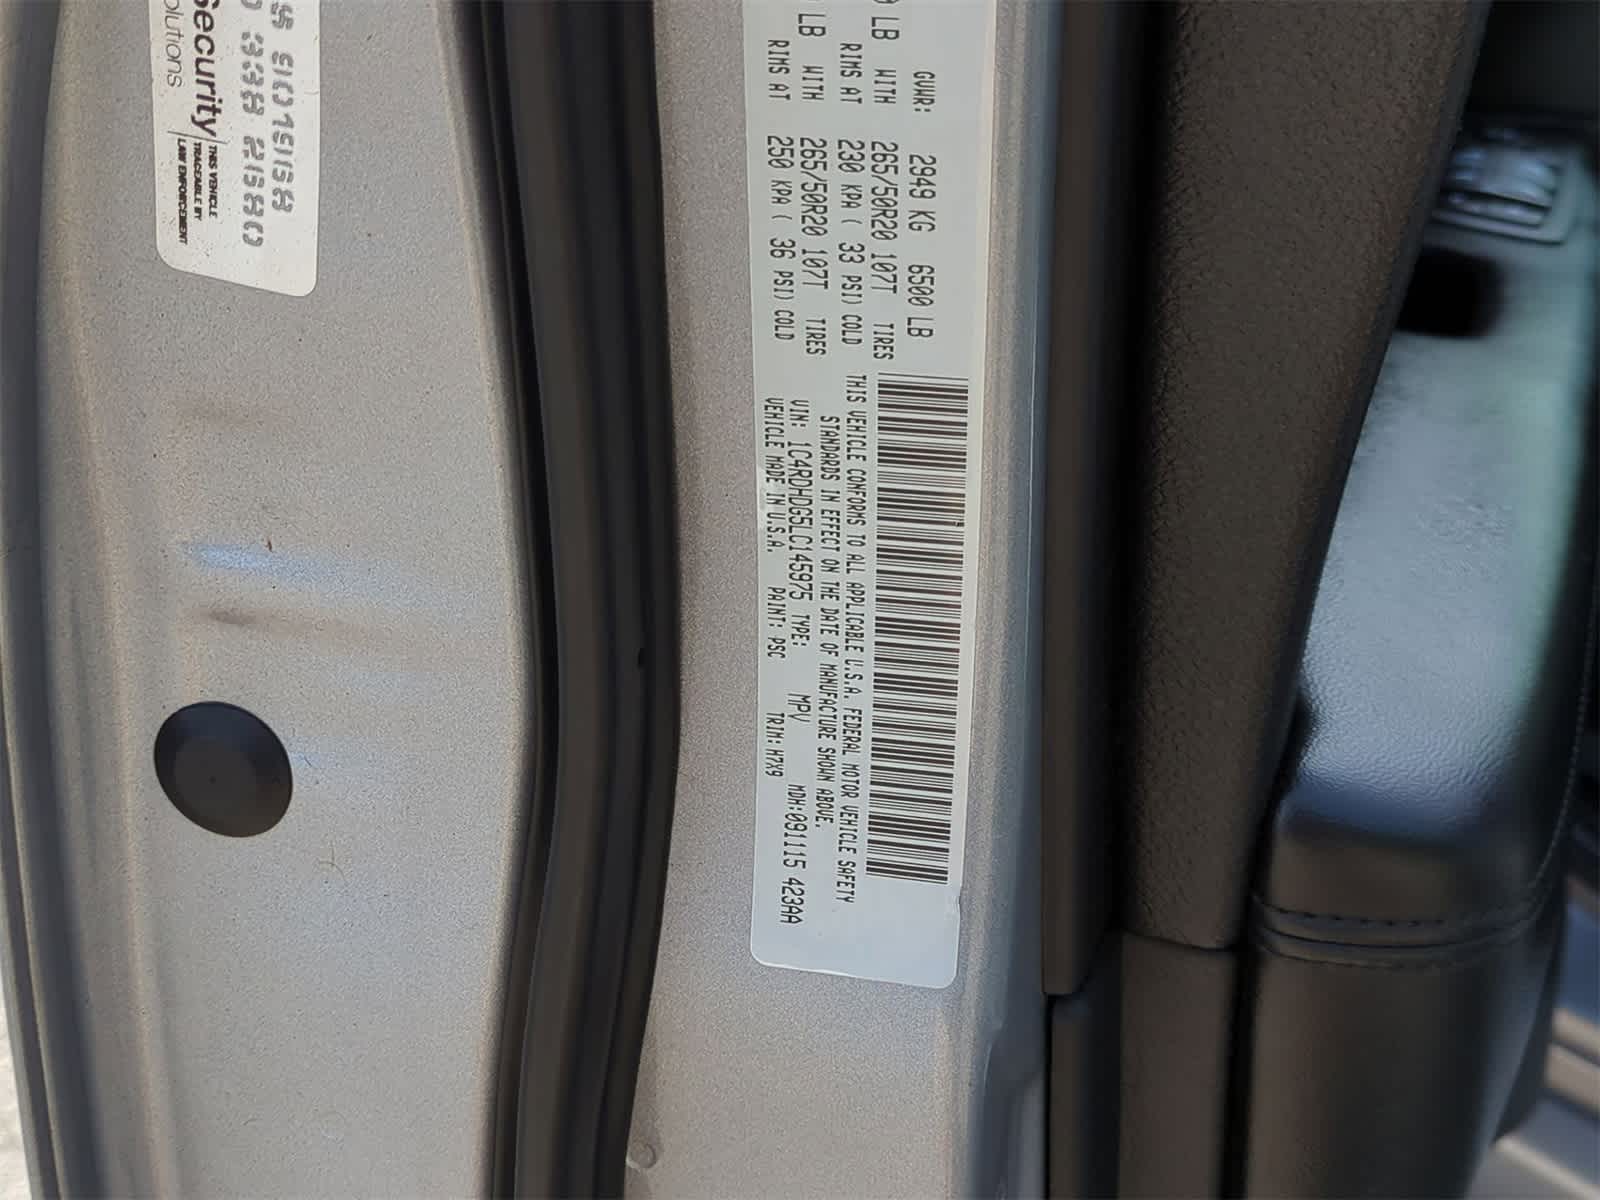 GVWR: 2949 KG 6500 LB
LB WITH 265/50R20 107T TIRES
RIMS AT 230 KPA ( 33 PSI) COLD
LB WITH 265/50R20 107T TIRES
RIMS AT 250 KPA ( 36 PSI) COLD
THIS VEHICLE CONFORMS TO ALL APPLICABLE U.S.A. FEDERAL MOTOR VEHICLE SAFETY
STANDARDS IN EFFECT ON THE DATE OF MANUFACTURE SHOWN ABOVE.
VIN: 1C4RDHDG5LC145975 TYPE: MPV MDH:091115 423AA
VEHICLE MADE IN U.S.A. PAINT: PSC TRIM: H7X9
338 21580
Security
THIS VEHICLE
TRACEABLE BY
LAW ENFORCEMENT
olutions